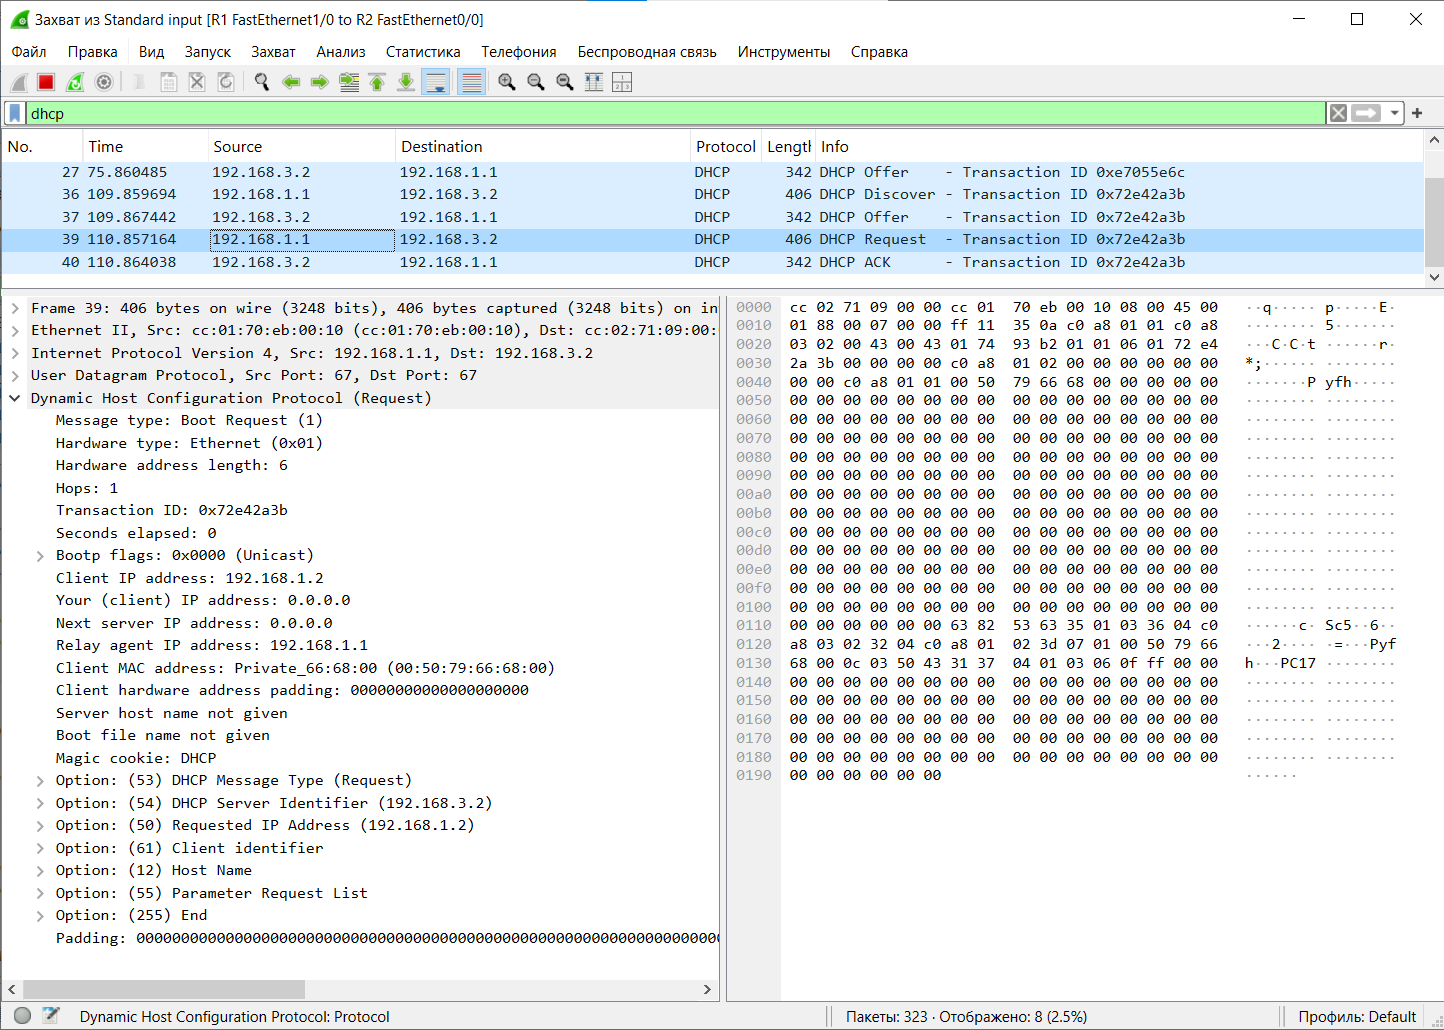 Захват из Standard input [R1 FastEthernet1/0 to R2 FastEthernet0/0]
Файл Правка Вид Запуск Захват Анализ Статистика Телефония Беспроводная связь Инструменты Справка
dhcp
No. Time Source Destination Protocol Lengtl Info
27 75.860485 192.168.3.2 192.168.1.1 DHCP 342 DHCP Offer - Transaction ID 0xe7055e6c
36 109.859694 192.168.1.1 192.168.3.2 DHCP 406 DHCP Discover - Transaction ID 0x72e42a3b
37 109.867442 192.168.3.2 192.168.1.1 DHCP 342 DHCP Offer - Transaction ID 0x72e42a3b
39 110.857164 192.168.1.1 192.168.3.2 DHCP 406 DHCP Request - Transaction ID 0x72e42a3b
40 110.864038 192.168.3.2 192.168.1.1 DHCP 342 DHCP ACK - Transaction ID 0x72e42a3b
Frame 39: 406 bytes on wire (3248 bits), 406 bytes captured (3248 bits) on in
Ethernet II, Src: cc:01:70:eb:00:10 (cc:01:70:eb:00:10), Dst: cc:02:71:09:00:
Internet Protocol Version 4, Src: 192.168.1.1, Dst: 192.168.3.2
User Datagram Protocol, Src Port: 67, Dst Port: 67
Dynamic Host Configuration Protocol (Request)
Message type: Boot Request (1)
Hardware type: Ethernet (0x01)
Hardware address length: 6
Hops: 1
Transaction ID: 0x72e42a3b
Seconds elapsed: 0
Bootp flags: 0x0000 (Unicast)
Client IP address: 192.168.1.2
Your (client) IP address: 0.0.0.0
Next server IP address: 0.0.0.0
Relay agent IP address: 192.168.1.1
Client MAC address: Private_66:68:00 (00:50:79:66:68:00)
Client hardware address padding: 00000000000000000000
Server host name not given
Boot file name not given
Magic cookie: DHCP
Option: (53) DHCP Message Type (Request)
Option: (54) DHCP Server Identifier (192.168.3.2)
Option: (50) Requested IP Address (192.168.1.2)
Option: (61) Client identifier
Option: (12) Host Name
Option: (55) Parameter Request List
Option: (255) End
Padding: 00000000000000000000000000000000000000000000000000000000000000000
0000 cc 02 71 09 00 00 cc 01 70 eb 00 10 08 00 45 00 ··q····· p·····E·
0010 01 88 00 07 00 00 ff 11 35 0a c0 a8 01 01 c0 a8 ········ 5·······
0020 03 02 00 43 00 43 01 74 93 b2 01 01 06 01 72 e4 ···C·C·t ······r·
0030 2a 3b 00 00 00 00 c0 a8 01 02 00 00 00 00 00 00 *;······ ········
0040 00 00 c0 a8 01 01 00 50 79 66 68 00 00 00 00 00 ·······P yfh·····
0050 00 00 00 00 00 00 00 00 00 00 00 00 00 00 00 00 ········ ········
0060 00 00 00 00 00 00 00 00 00 00 00 00 00 00 00 00 ········ ········
0070 00 00 00 00 00 00 00 00 00 00 00 00 00 00 00 00 ········ ········
0080 00 00 00 00 00 00 00 00 00 00 00 00 00 00 00 00 ········ ········
0090 00 00 00 00 00 00 00 00 00 00 00 00 00 00 00 00 ········ ········
00a0 00 00 00 00 00 00 00 00 00 00 00 00 00 00 00 00 ········ ········
00b0 00 00 00 00 00 00 00 00 00 00 00 00 00 00 00 00 ········ ········
00c0 00 00 00 00 00 00 00 00 00 00 00 00 00 00 00 00 ········ ········
00d0 00 00 00 00 00 00 00 00 00 00 00 00 00 00 00 00 ········ ········
00e0 00 00 00 00 00 00 00 00 00 00 00 00 00 00 00 00 ········ ········
00f0 00 00 00 00 00 00 00 00 00 00 00 00 00 00 00 00 ········ ········
0100 00 00 00 00 00 00 00 00 00 00 00 00 00 00 00 00 ········ ········
0110 00 00 00 00 00 00 63 82 53 63 35 01 03 36 04 c0 ······c· Sc5··6··
0120 a8 03 02 32 04 c0 a8 01 02 3d 07 01 00 50 79 66 ···2···· ·=···Pyf
0130 68 00 0c 03 50 43 31 37 04 01 03 06 0f ff 00 00 h···PC17 ········
0140 00 00 00 00 00 00 00 00 00 00 00 00 00 00 00 00 ········ ········
0150 00 00 00 00 00 00 00 00 00 00 00 00 00 00 00 00 ········ ········
0160 00 00 00 00 00 00 00 00 00 00 00 00 00 00 00 00 ········ ········
0170 00 00 00 00 00 00 00 00 00 00 00 00 00 00 00 00 ········ ········
0180 00 00 00 00 00 00 00 00 00 00 00 00 00 00 00 00 ········ ········
0190 00 00 00 00 00 00 ······
Dynamic Host Configuration Protocol: Protocol
Пакеты: 323 · Отображено: 8 (2.5%)
Профиль: Default